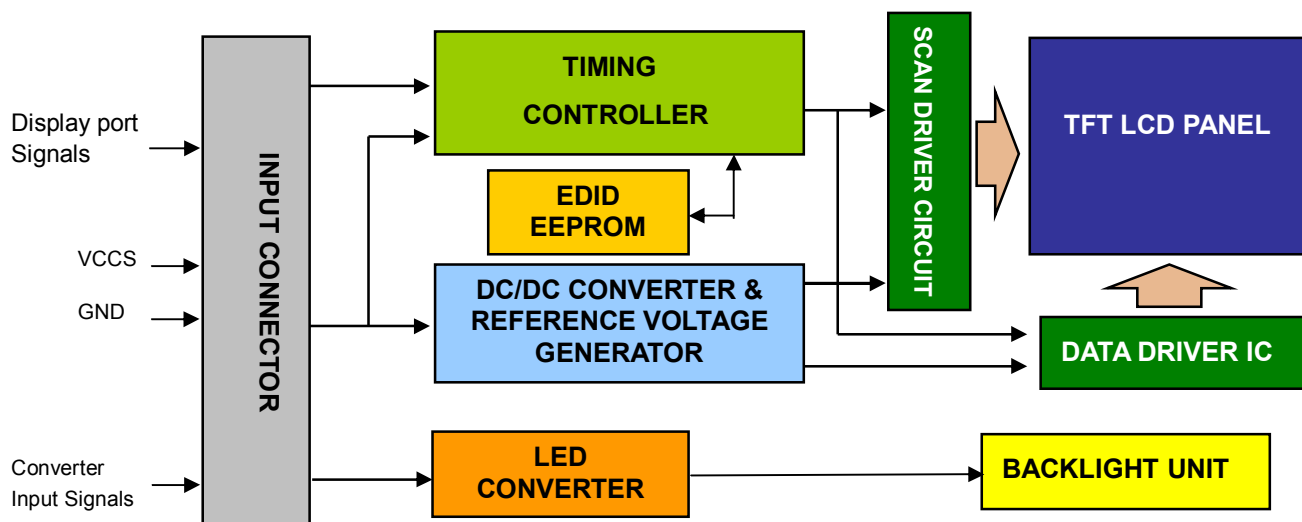 Display port
Signals
VCCS
GND
Converter
Input Signals
INPUT CONNECTOR
TIMING
CONTROLLER
EDID
EEPROM
DC/DC CONVERTER &
REFERENCE VOLTAGE
GENERATOR
LED
CONVERTER
SCAN DRIVER CIRCUIT
TFT LCD PANEL
DATA DRIVER IC
BACKLIGHT UNIT